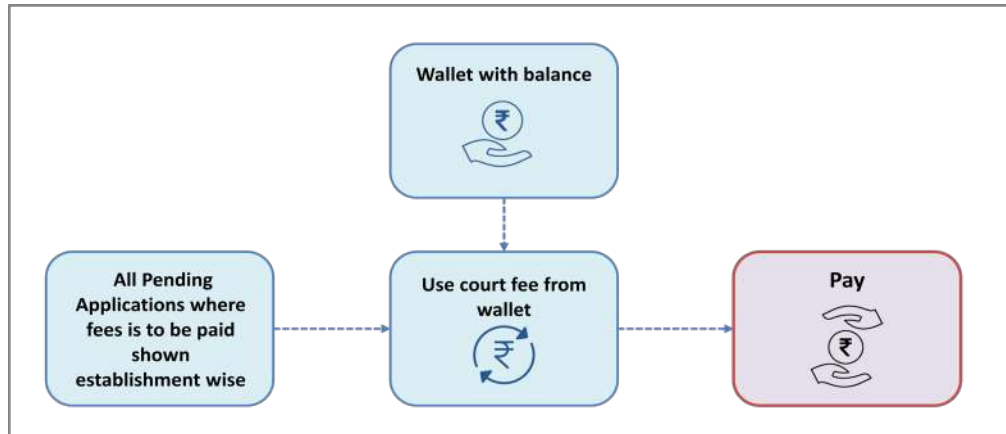 Wallet with balance
₹
All Pending
Applications where
fees is to be paid
shown
establishment wise
Use court fee from
wallet
₹
Pay
₹